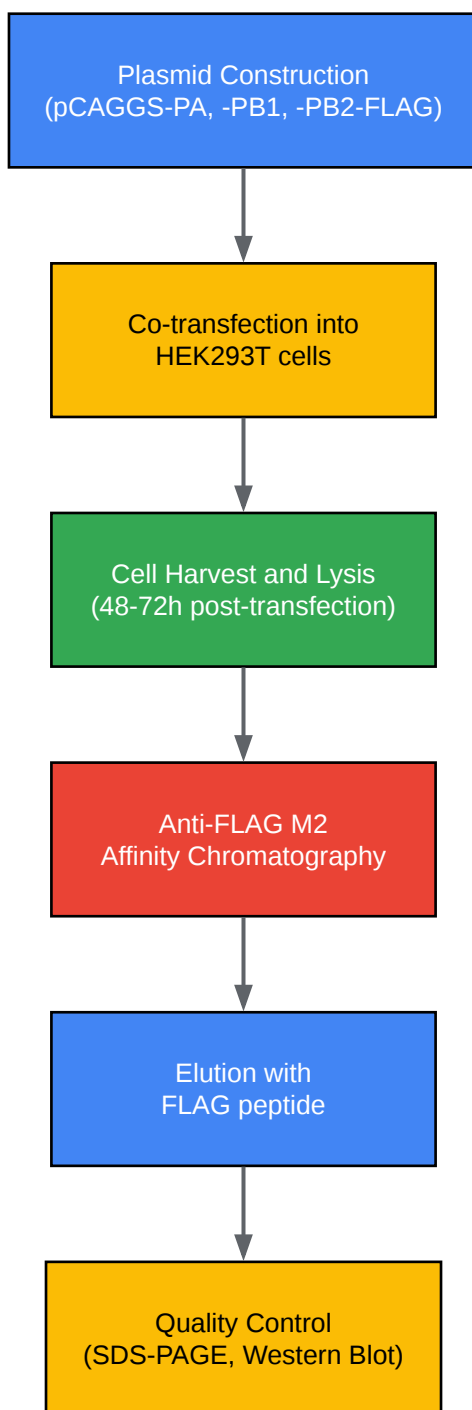 Plasmid Construction
(pCAGGS-PA, -PB1, -PB2-FLAG)
Co-transfection into
HEK293T cells
Cell Harvest and Lysis
(48-72h post-transfection)
Anti-FLAG M2
Affinity Chromatography
Elution with
FLAG peptide
Quality Control
(SDS-PAGE, Western Blot)